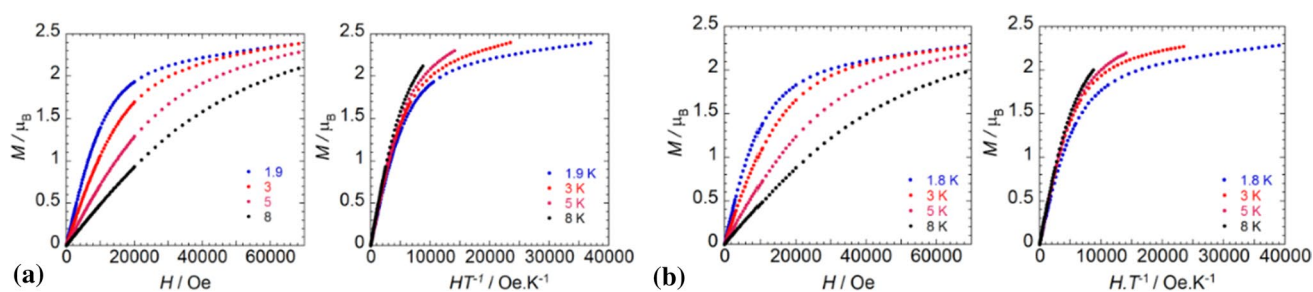 2.5
2
1.5
1
0.5
0
M / μB
1.9
3
5
8
0 20000 40000 60000
H / Oe
(a)
2.5
2
1.5
1
0.5
0
M / μB
1.9 K
3 K
5 K
8 K
0 10000 20000 30000 40000
HT⁻¹ / Oe.K⁻¹
2.5
2
1.5
1
0.5
0
M / μB
1.8 K
3 K
5 K
8 K
0 20000 40000 60000
H / Oe
(b)
2.5
2
1.5
1
0.5
0
M / μB
1.8 K
3 K
5 K
8 K
0 10000 20000 30000 40000
H.T⁻¹ / Oe.K⁻¹